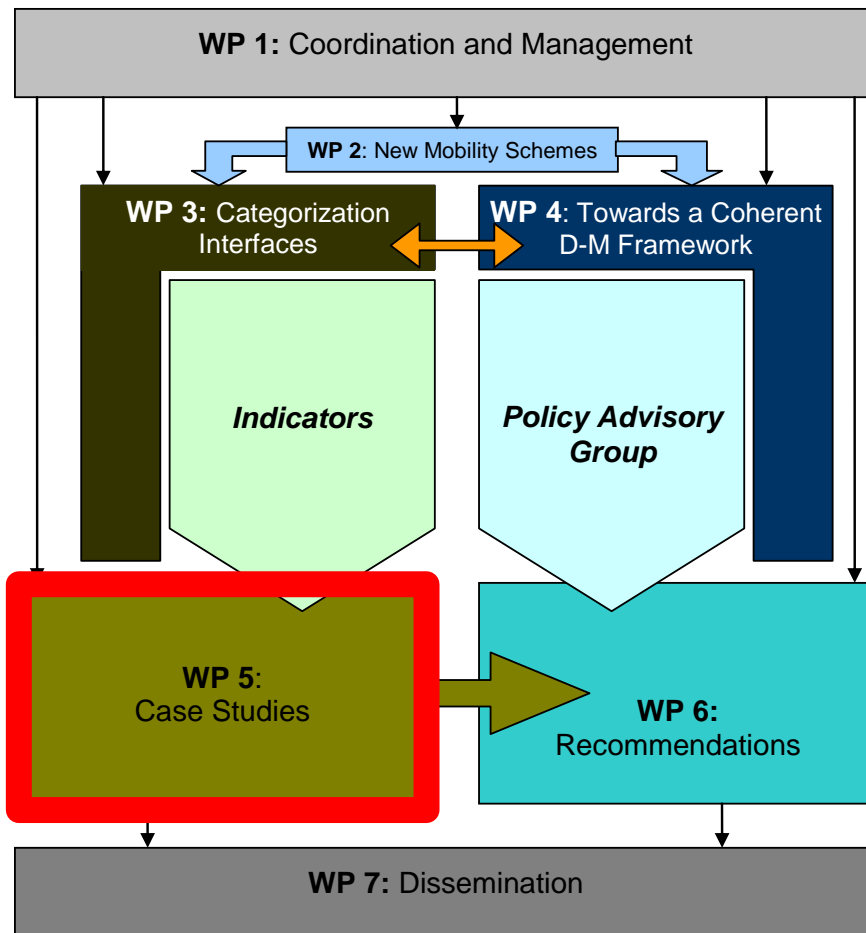 WP 1: Coordination and Management
WP 2: New Mobility Schemes
WP 3: Categorization
Interfaces
WP 4: Towards a Coherent
D-M Framework
Indicators
Policy Advisory
Group
WP 5:
Case Studies
WP 6:
Recommendations
WP 7: Dissemination